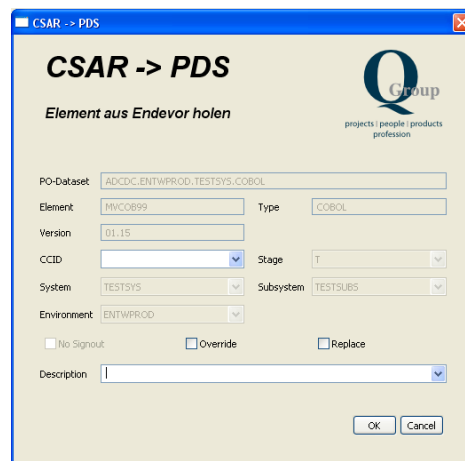 CSAR -> PDS
CSAR -> PDS
Element aus Endevor holen
Q
Group
projects | people | products
profession
PO-Dataset ADCDC.ENTWPROD.TESTSYS.COBOL
Element MVCOB99 Type COBOL
Version 01.15
CCID Stage T
System TESTSYS Subsystem TESTSUBS
Environment ENTWPROD
No Signout Override Replace
Description
OK Cancel